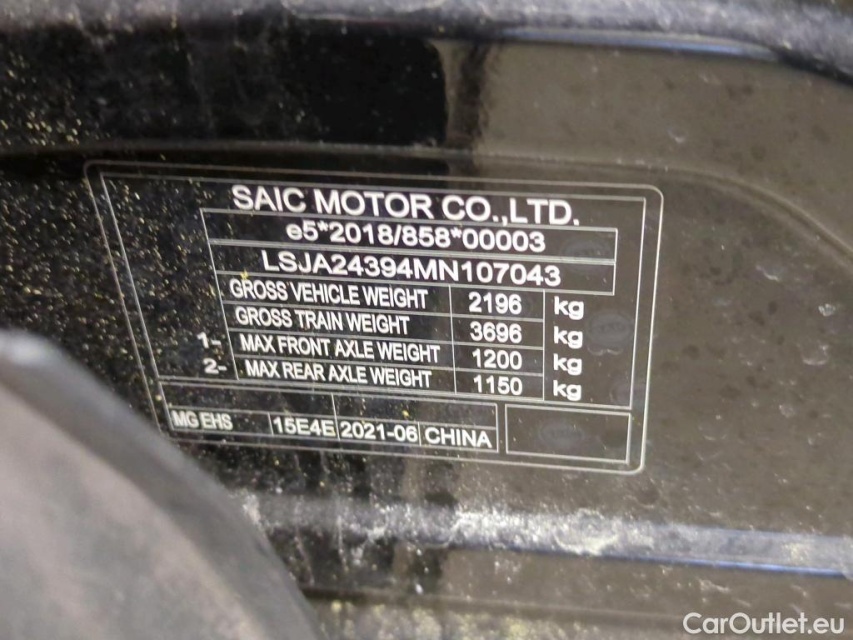 SAIC MOTOR CO.,LTD.
e5*2018/858*00003
LSJA24394MN107043
GROSS VEHICLE WEIGHT 2196 kg
GROSS TRAIN WEIGHT 3696 kg
1- MAX FRONT AXLE WEIGHT 1200 kg
2- MAX REAR AXLE WEIGHT 1150 kg
MG EHS 15E4E 2021-06 CHINA
CarOutlet.eu